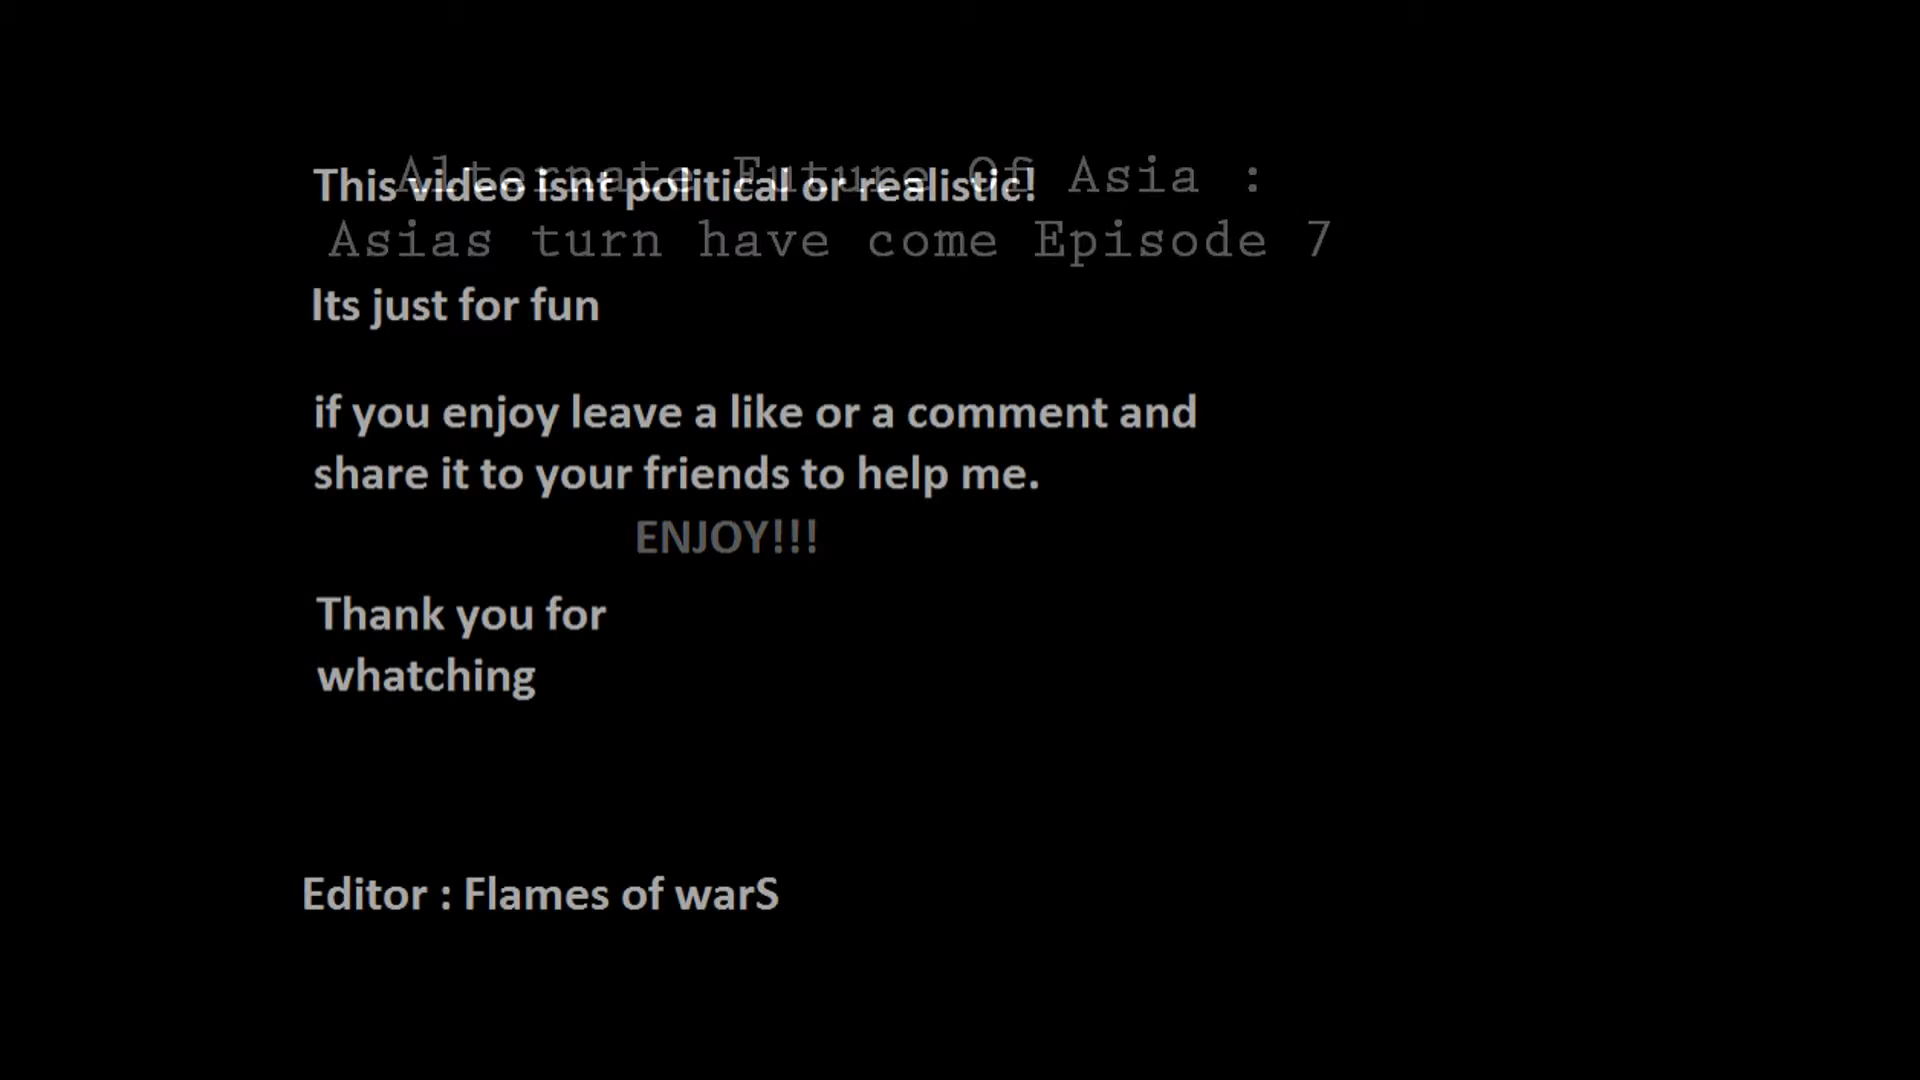 This video isnt political or realistic!
Alternate Future Of Asia :
Asias turn have come Episode 7
Its just for fun
if you enjoy leave a like or a comment and
share it to your friends to help me.
ENJOY!!!
Thank you for
whatching
Editor : Flames of warS